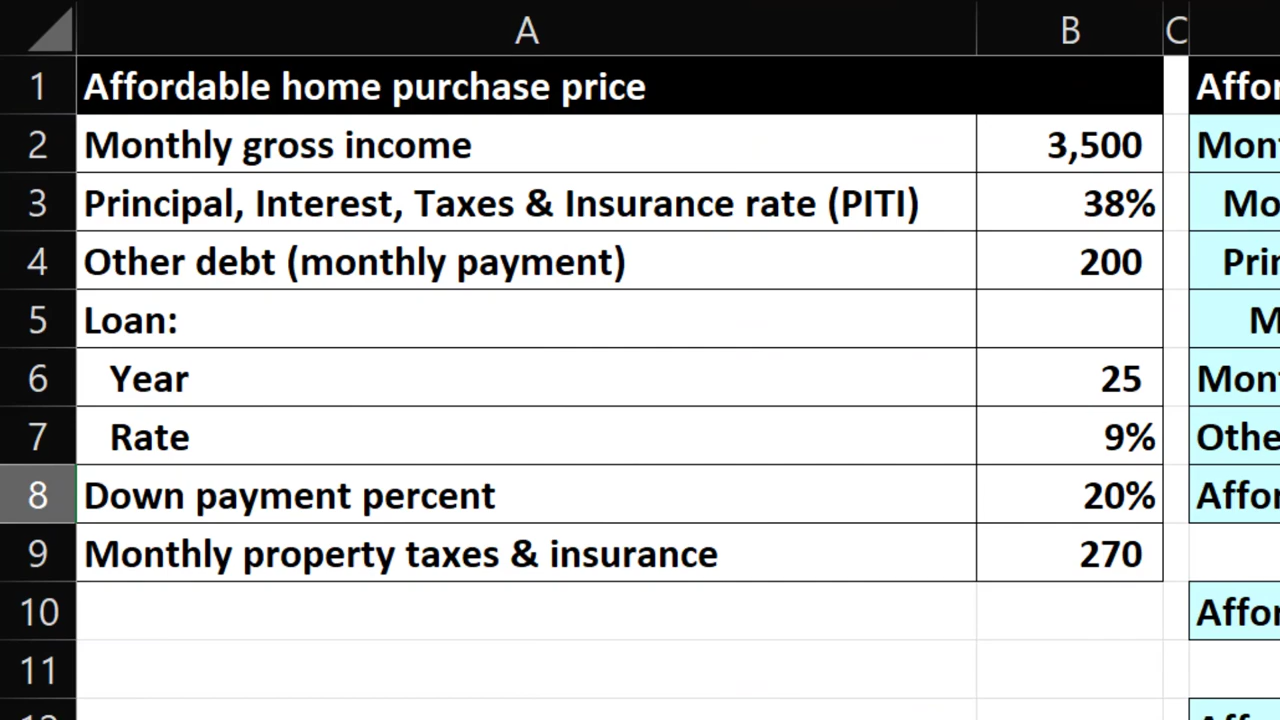 A B C
1 Affordable home purchase price
2 Monthly gross income 3,500
3 Principal, Interest, Taxes & Insurance rate (PITI) 38%
4 Other debt (monthly payment) 200
5 Loan:
6 Year 25
7 Rate 9%
8 Down payment percent 20%
9 Monthly property taxes & insurance 270
10
11